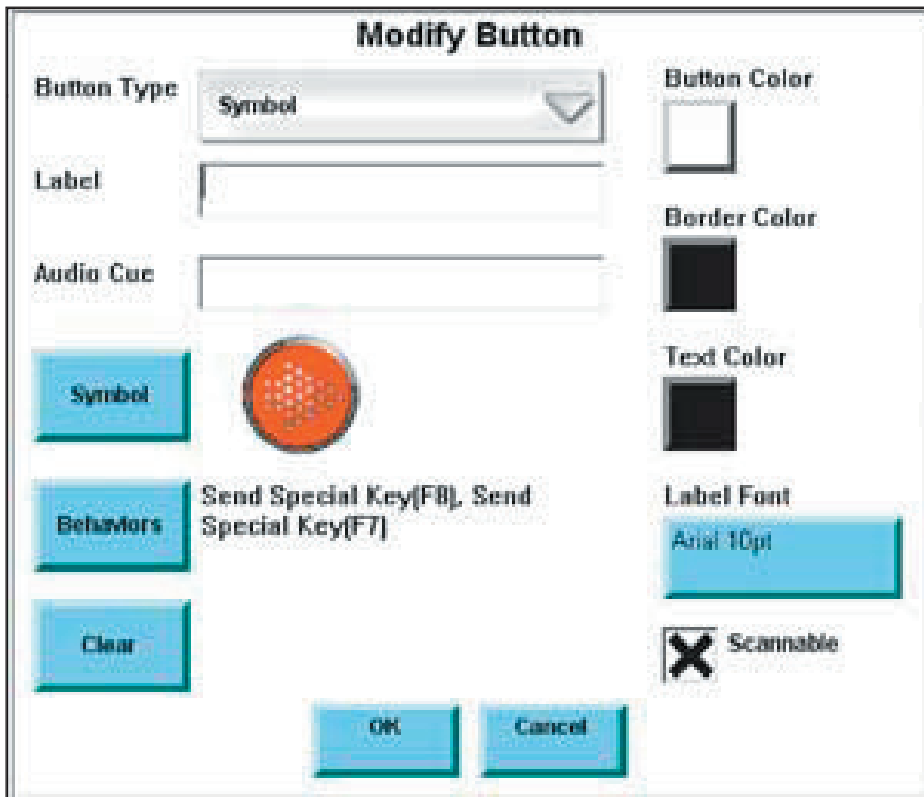 Modify Button
Button Type
Symbol
Label
Audio Cue
Symbol
Behaviors
Send Special Key(F8), Send
Special Key(F7)
Clear
Button Color
Border Color
Text Color
Label Font
Arial 10pt
Scannable
OK
Cancel